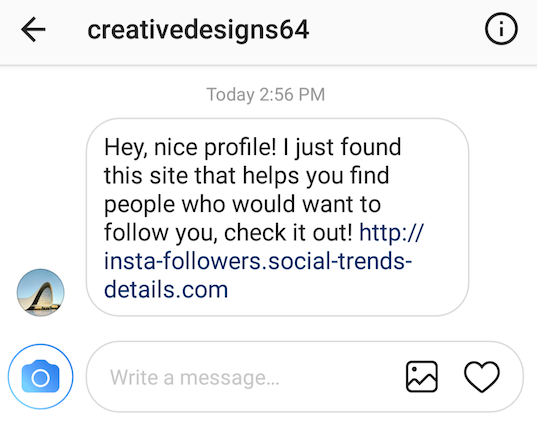 creativedesigns64
Today 2:56 PM
Hey, nice profile! I just found
this site that helps you find
people who would want to
follow you, check it out! http://
insta-followers.social-trends-
details.com
Write a message...